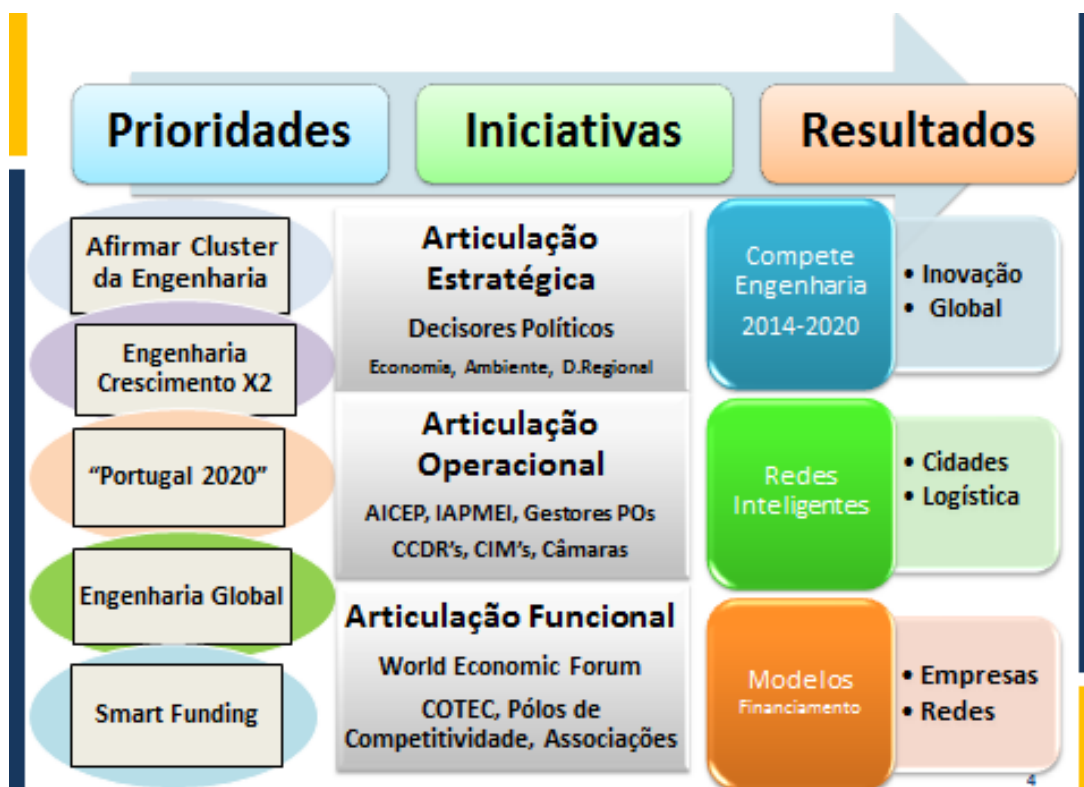 Prioridades
Iniciativas
Resultados
Afirmar Cluster
da Engenharia
Engenharia
Crescimento X2
“Portugal 2020”
Engenharia Global
Smart Funding
Articulação
Estratégica
Decisores Políticos
Economia, Ambiente, D.Regional
Articulação
Operacional
AICEP, IAPMEI, Gestores POs
CCDR's, CIM's, Câmaras
Articulação Funcional
World Economic Forum
COTEC, Pólos de
Competitividade, Associações
Compete
Engenharia
2014-2020
• Inovação
• Global
Redes
Inteligentes
• Cidades
• Logística
Modelos
Financiamento
• Empresas
• Redes
4